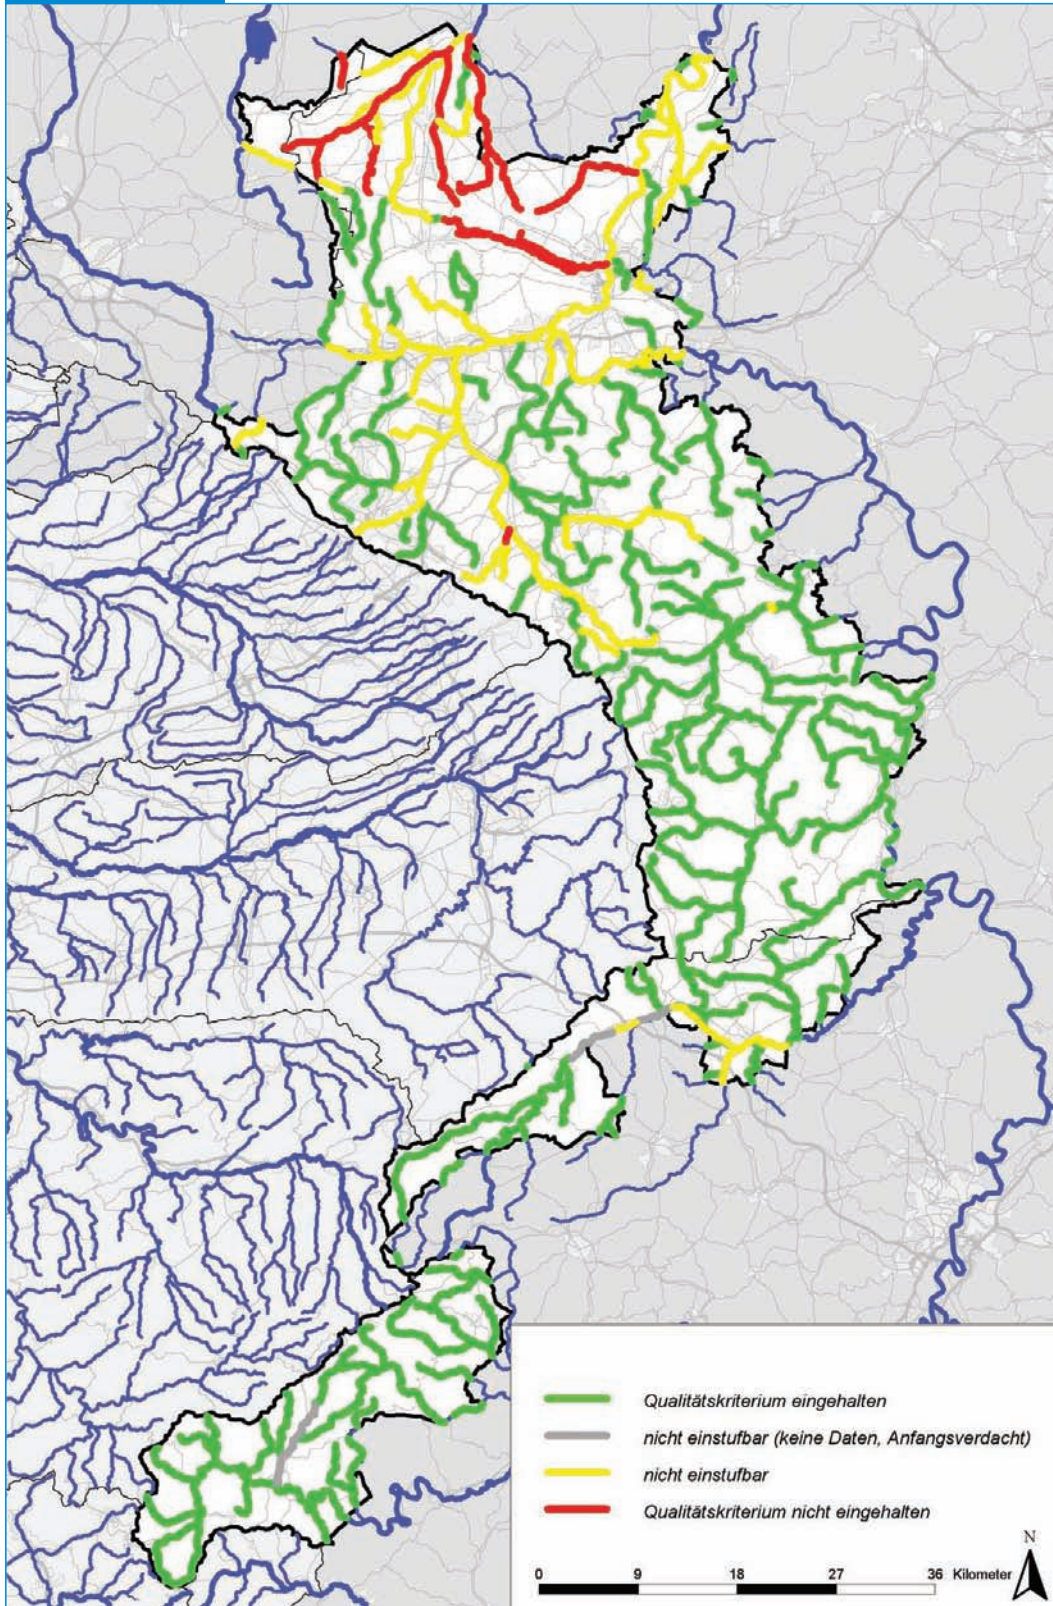 Qualitätskriterium eingehalten
nicht einstufbar (keine Daten, Anfangsverdacht)
nicht einstufbar
Qualitätskriterium nicht eingehalten
N
0 9 18 27 36 Kilometer